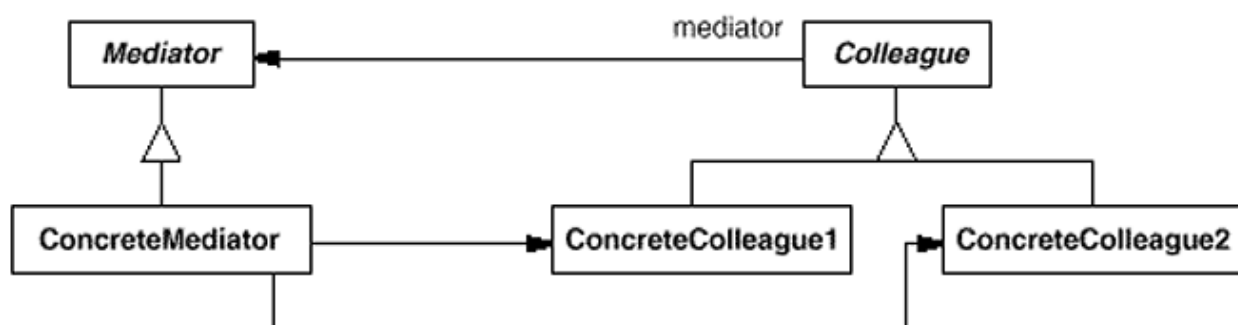 mediator
Mediator
Colleague
ConcreteMediator
ConcreteColleague1
ConcreteColleague2